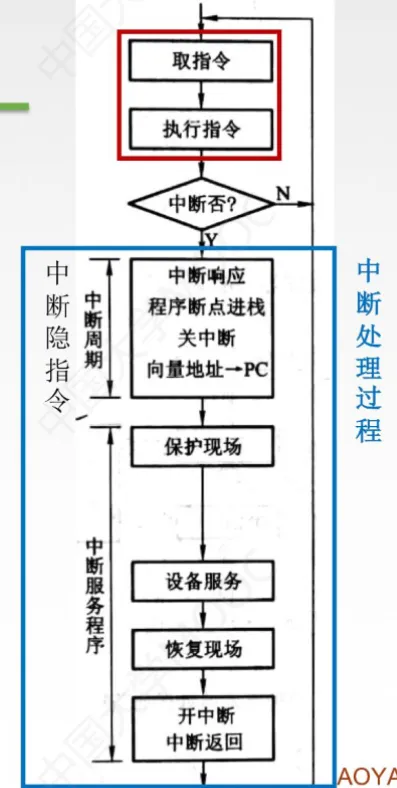 取指令
执行指令
中断否?
N
Y
中断隐指令
中断周期
中断响应
程序断点进栈
关中断
向量地址→PC
中断处理过程
保护现场
中断服务程序
设备服务
恢复现场
开中断
中断返回
AOYA